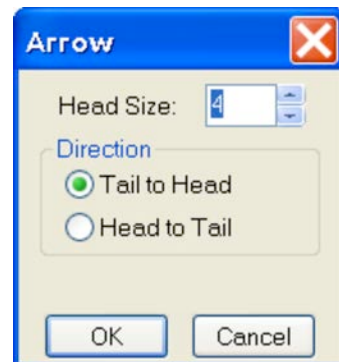 Arrow
Head Size: 4
Direction
Tail to Head
Head to Tail
OK Cancel